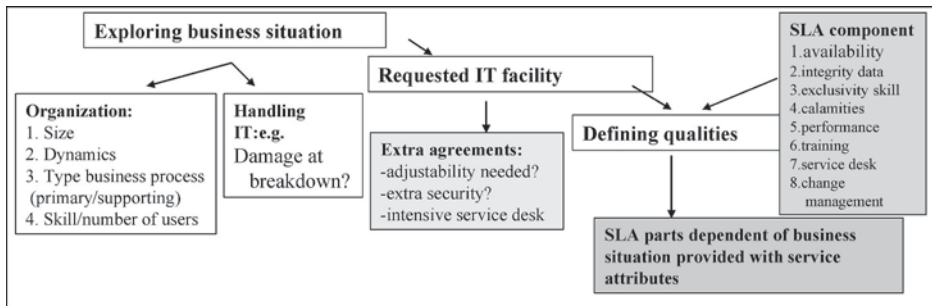 Exploring business situation
Organization:
1. Size
2. Dynamics
3. Type business process
(primary/supporting)
4. Skill/number of users
Handling
IT:e.g.
Damage at
breakdown?
Requested IT facility
Extra agreements:
-adjustability needed?
-extra security?
-intensive service desk
Defining qualities
SLA component
1.availability
2.integrity data
3.exclusivity skill
4.calamities
5.performance
6.training
7.service desk
8.change
management
SLA parts dependent of business
situation provided with service
attributes